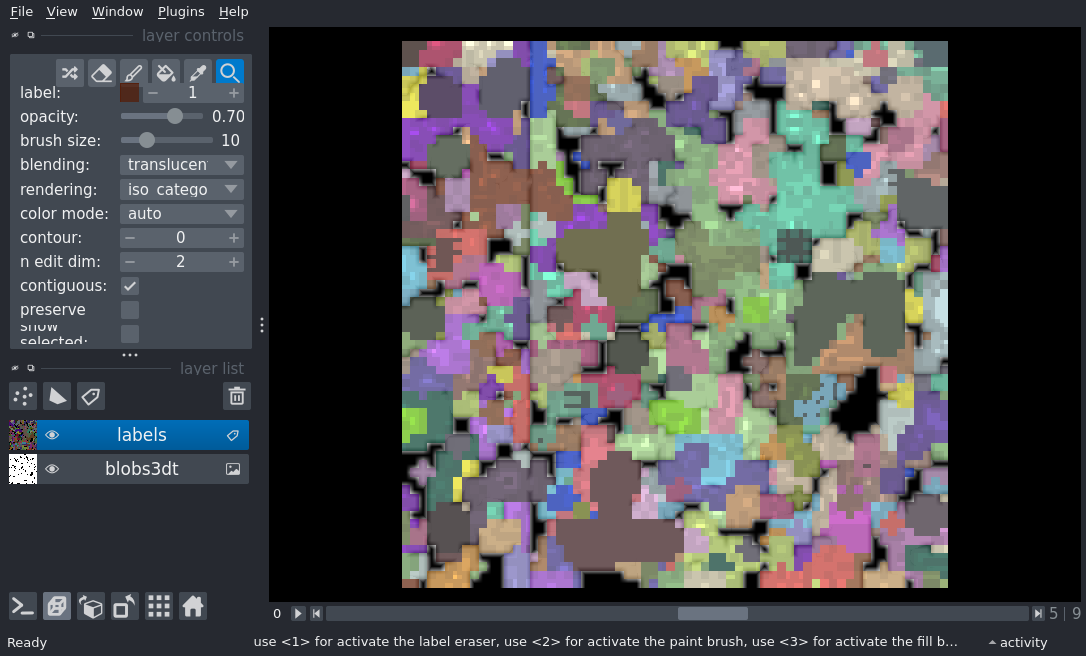 File View Window Plugins Help
layer controls
label: 1
opacity: 0.70
brush size: 10
blending: translucen
rendering: iso_catego
color mode: auto
contour: 0
n edit dim: 2
contiguous:
preserve
show
selected:
layer list
labels
blobs3dt
0 5 | 9
Ready use <1> for activate the label eraser, use <2> for activate the paint brush, use <3> for activate the fill b... activity